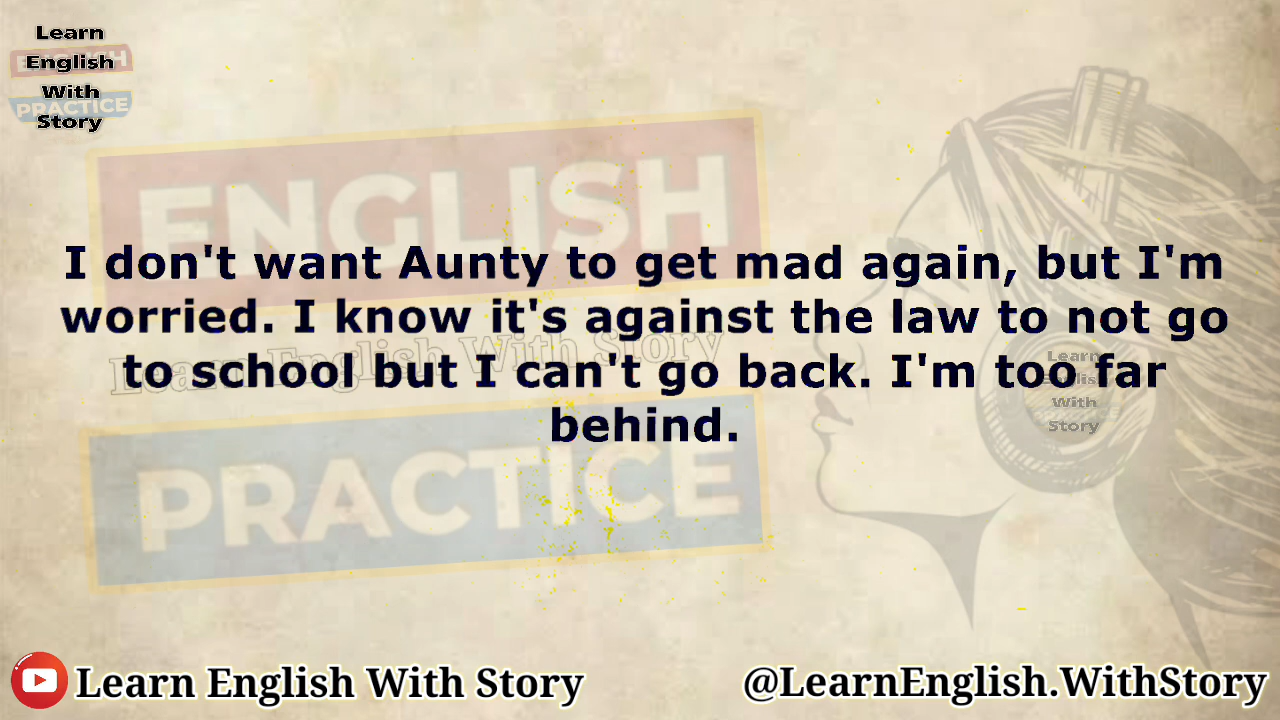 Learn
English
With
Story
ENGLISH
PRACTICE
ENGLISH
I don't want Aunty to get mad again, but I'm
worried. I know it's against the law to not go
to school but I can't go back. I'm too far
behind.
Learn English With Story
Learn
English
With
Story
PRACTICE
Learn English With Story
@LearnEnglish.WithStory